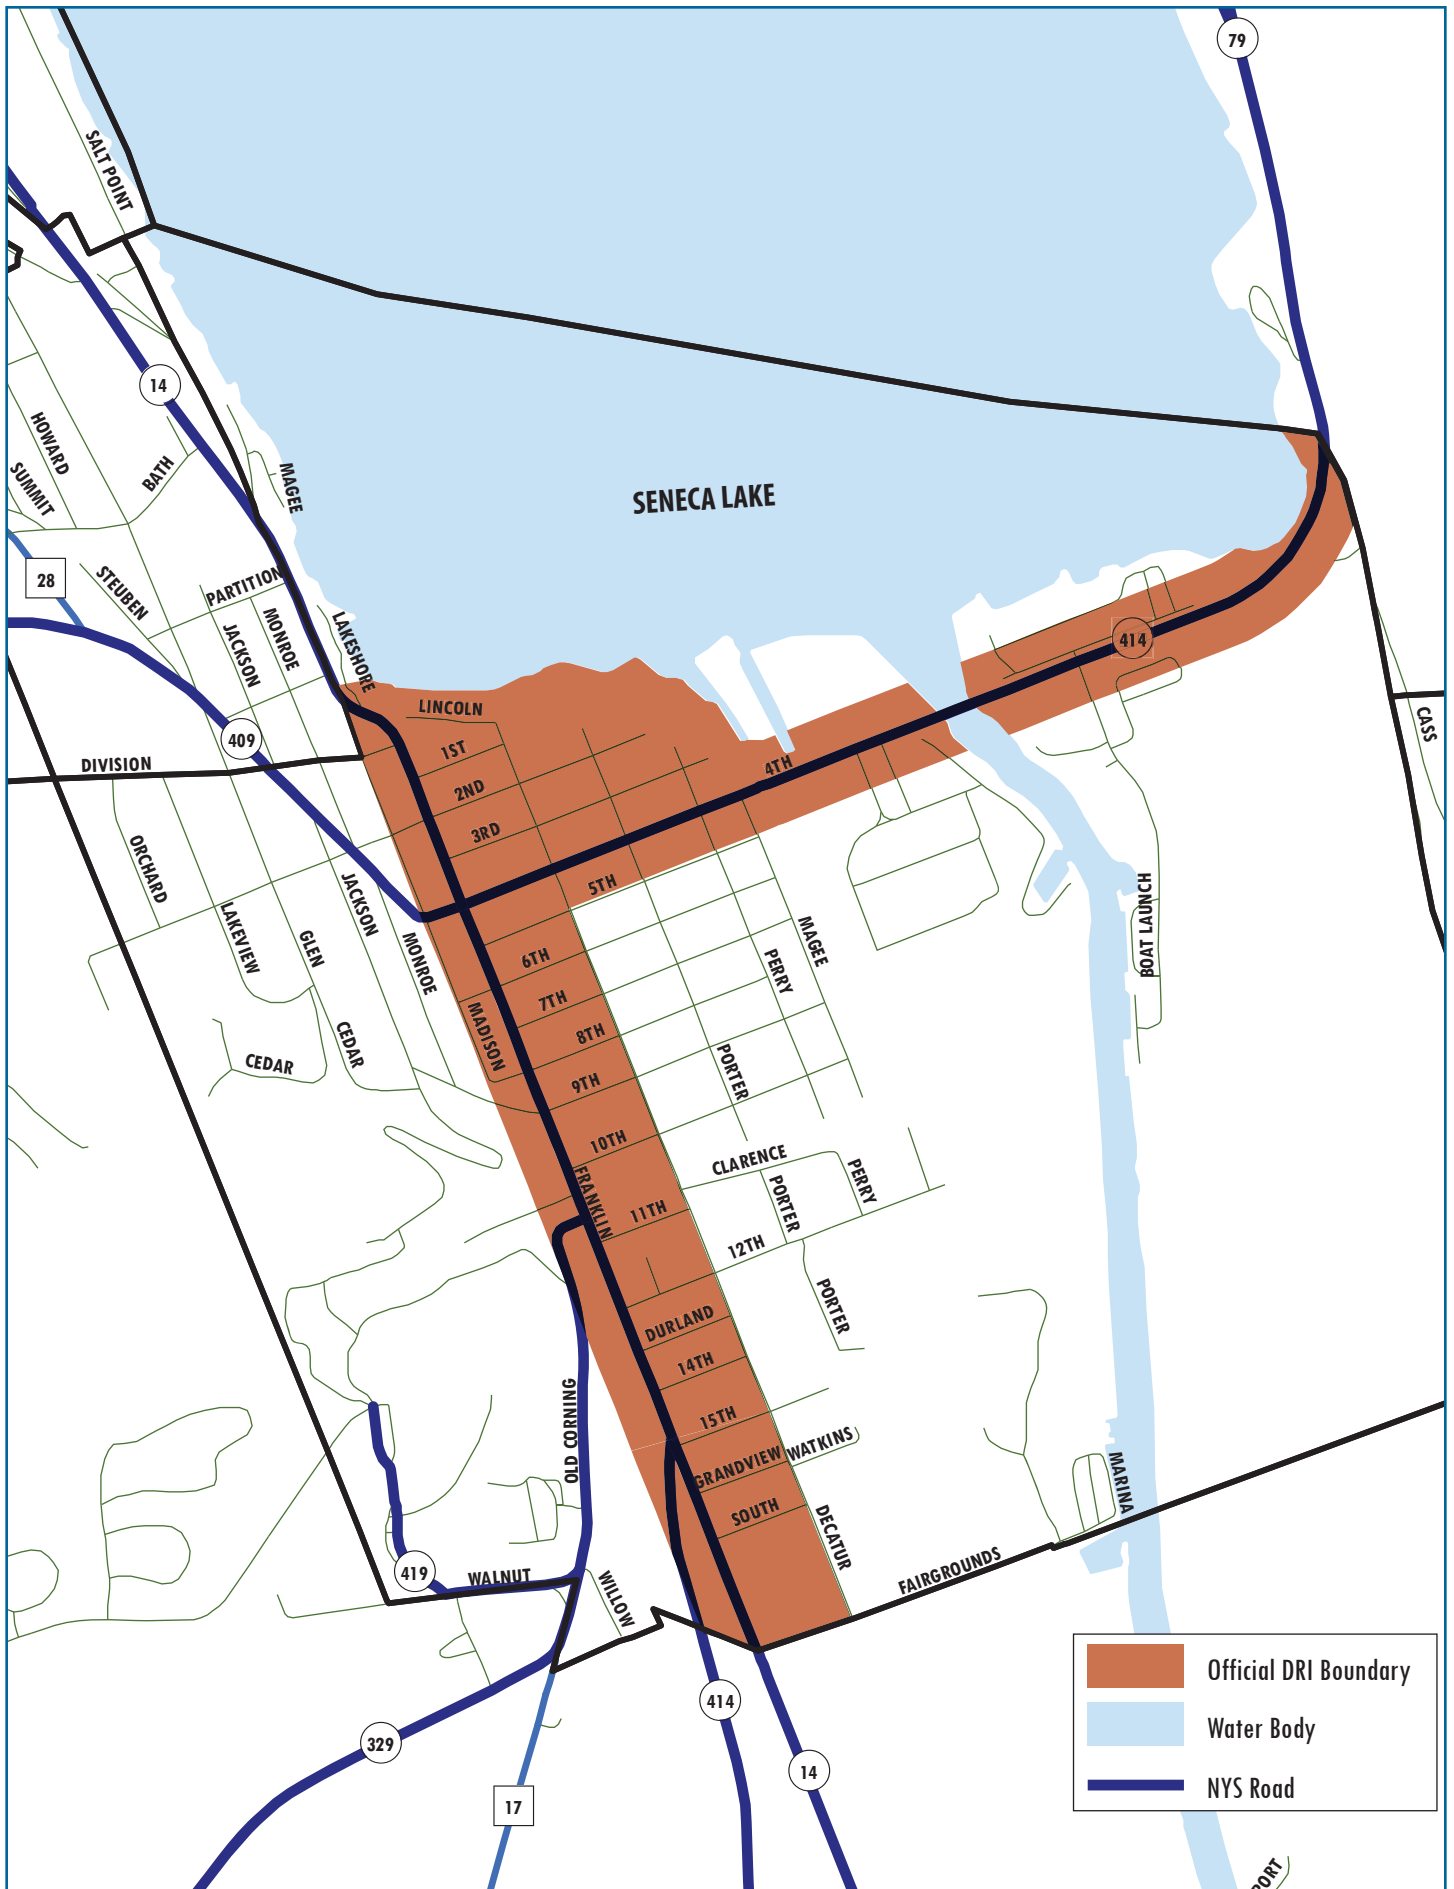 79
SALT POINT
14
HOWARD
SUMMIT
BATH
MAGEE
SENECA LAKE
28
STEUBEN
PARTITION
JACKSON
MONROE
LAKESHORE
414
LINCOLN
409
1ST
DIVISION
4TH
CASS
2ND
3RD
ORCHARD
5TH
LAKEVIEW
GLEN
JACKSON
MONROE
MAGEE
BOAT LAUNCH
6TH
PERRY
7TH
MADISON
8TH
CEDAR
CEDAR
9TH
PORTER
10TH
CLARENCE
FRANKLIN
PORTER
PERRY
11TH
12TH
PORTER
DURLAND
14TH
OLD CORNING
15TH
GRANDVIEW
WATKINS
MARINA
SOUTH
DECATUR
419
WALNUT
WILLOW
FAIRGROUNDS
Official DRI Boundary
414
Water Body
329
14
NYS Road
17
PORT